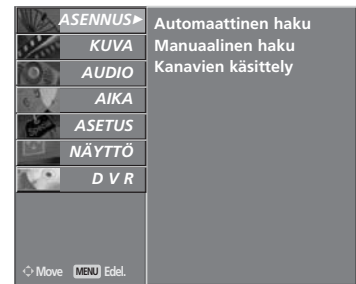 ASENNUS▶
KUVA
AUDIO
AIKA
ASETUS
NÄYTTÖ
D V R
Move MENU Edel.
Automaattinen haku
Manuaalinen haku
Kanavien käsittely